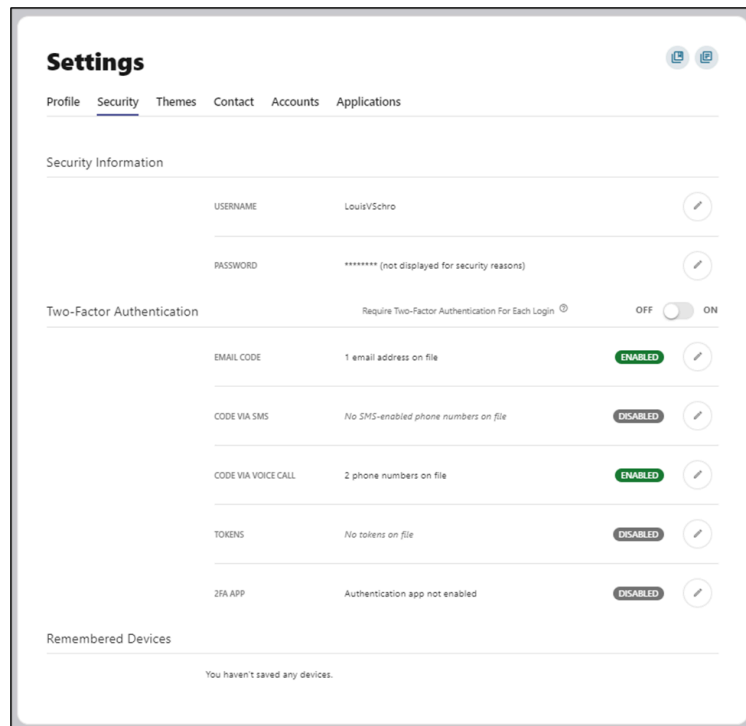 Settings
Profile Security Themes Contact Accounts Applications
Security Information
USERNAME LouisVSchro
PASSWORD ******** (not displayed for security reasons)
Two-Factor Authentication Require Two-Factor Authentication For Each Login ? OFF ON
EMAIL CODE 1 email address on file ENABLED
CODE VIA SMS No SMS-enabled phone numbers on file DISABLED
CODE VIA VOICE CALL 2 phone numbers on file ENABLED
TOKENS No tokens on file DISABLED
2FA APP Authentication app not enabled DISABLED
Remembered Devices
You haven't saved any devices.